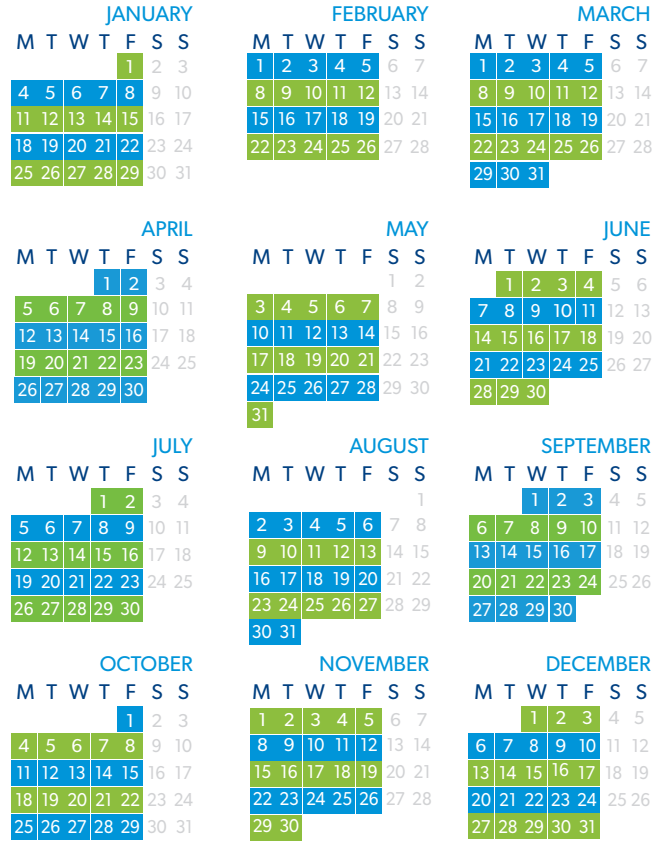 JANUARY
M T W T F S S
1 2 3
4 5 6 7 8 9 10
11 12 13 14 15 16 17
18 19 20 21 22 23 24
25 26 27 28 29 30 31
FEBRUARY
M T W T F S S
1 2 3 4 5 6 7
8 9 10 11 12 13 14
15 16 17 18 19 20 21
22 23 24 25 26 27 28
MARCH
M T W T F S S
1 2 3 4 5 6 7
8 9 10 11 12 13 14
15 16 17 18 19 20 21
22 23 24 25 26 27 28
29 30 31
APRIL
M T W T F S S
1 2 3 4
5 6 7 8 9 10 11
12 13 14 15 16 17 18
19 20 21 22 23 24 25
26 27 28 29 30
MAY
M T W T F S S
1 2
3 4 5 6 7 8 9
10 11 12 13 14 15 16
17 18 19 20 21 22 23
24 25 26 27 28 29 30
31
JUNE
M T W T F S S
1 2 3 4 5 6
7 8 9 10 11 12 13
14 15 16 17 18 19 20
21 22 23 24 25 26 27
28 29 30
JULY
M T W T F S S
1 2 3 4
5 6 7 8 9 10 11
12 13 14 15 16 17 18
19 20 21 22 23 24 25
26 27 28 29 30
AUGUST
M T W T F S S
1
2 3 4 5 6 7 8
9 10 11 12 13 14 15
16 17 18 19 20 21 22
23 24 25 26 27 28 29
30 31
SEPTEMBER
M T W T F S S
1 2 3 4 5
6 7 8 9 10 11 12
13 14 15 16 17 18 19
20 21 22 23 24 25 26
27 28 29 30
OCTOBER
M T W T F S S
1 2 3
4 5 6 7 8 9 10
11 12 13 14 15 16 17
18 19 20 21 22 23 24
25 26 27 28 29 30 31
NOVEMBER
M T W T F S S
1 2 3 4 5 6 7
8 9 10 11 12 13 14
15 16 17 18 19 20 21
22 23 24 25 26 27 28
29 30
DECEMBER
M T W T F S S
1 2 3 4 5
6 7 8 9 10 11 12
13 14 15 16 17 18 19
20 21 22 23 24 25 26
27 28 29 30 31